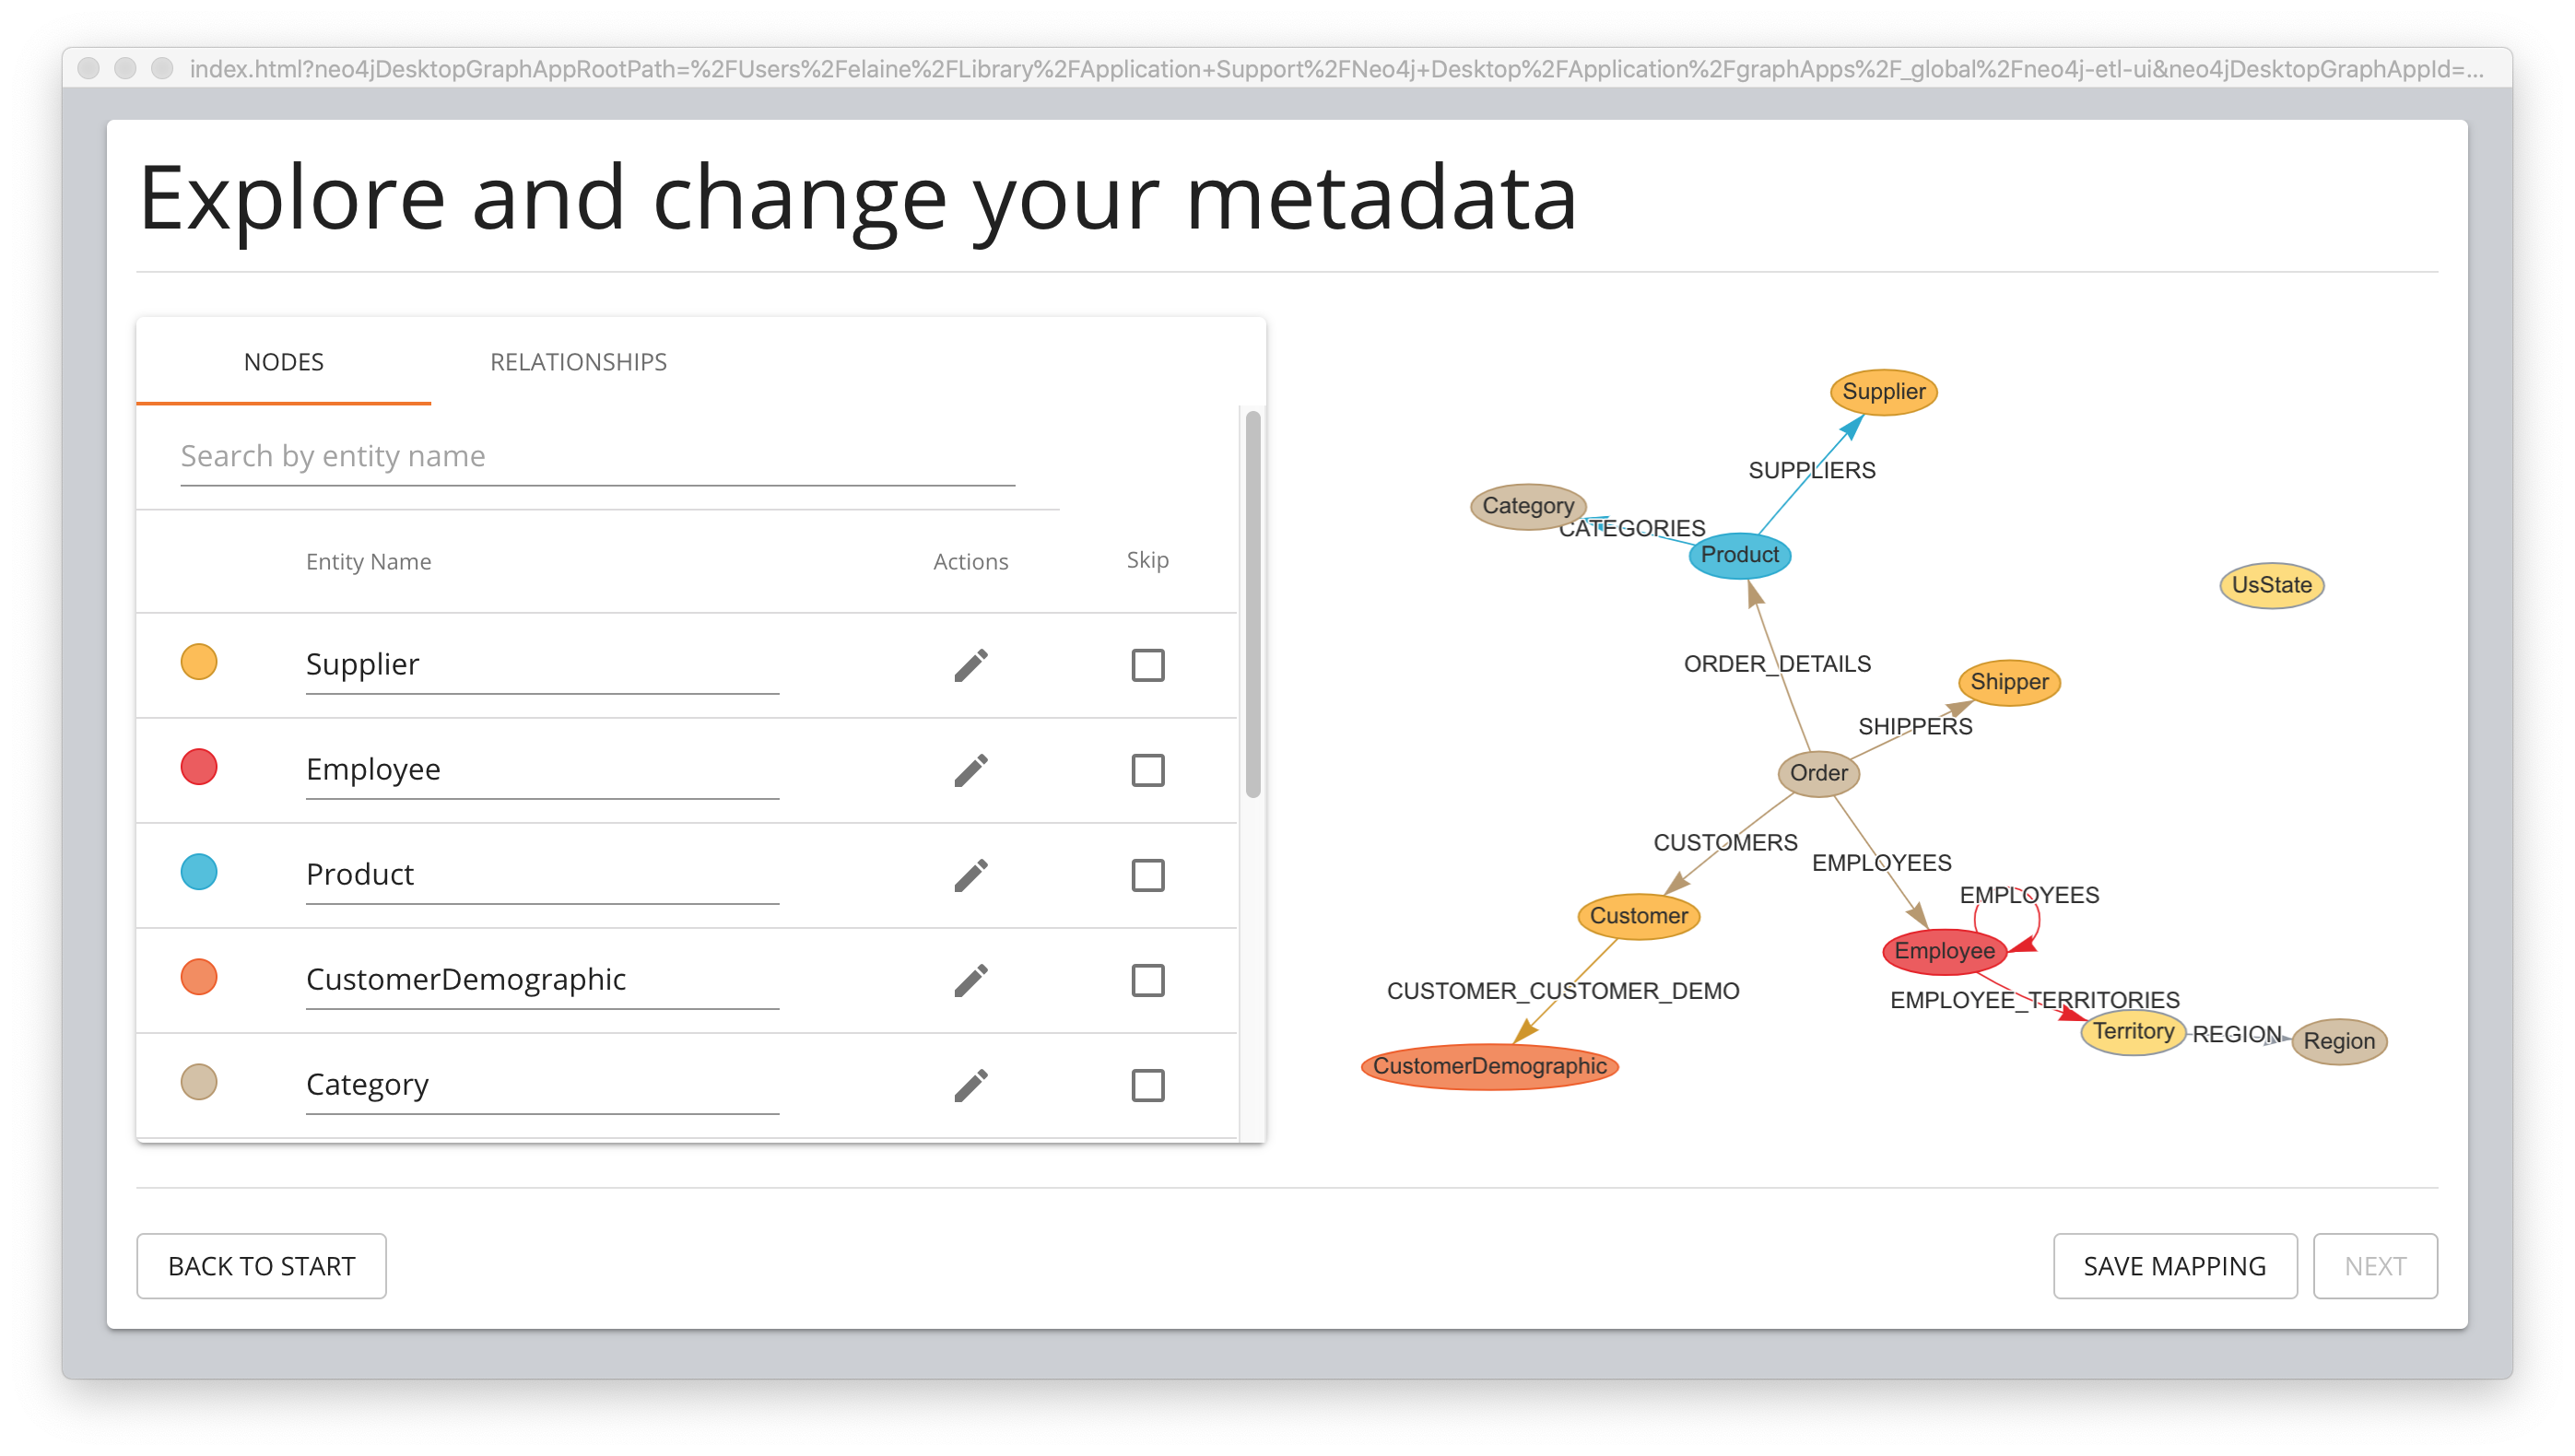 index.html?neo4jDesktopGraphAppRootPath=%2FUsers%2Felaine%2FLibrary%2FApplication+Support%2FNeo4j+Desktop%2FApplication%2FgraphApps%2F_global%2Fneo4j-etl-ui&neo4jDesktopGraphAppId=...
Explore and change your metadata
NODES RELATIONSHIPS
Search by entity name
Entity Name Actions Skip
Supplier
Employee
Product
CustomerDemographic
Category
Supplier
SUPPLIERS
Category
CATEGORIES
Product
UsState
ORDER_DETAILS
Shipper
SHIPPERS
Order
CUSTOMERS
EMPLOYEES
EMPLOYEES
Customer
Employee
CUSTOMER_CUSTOMER_DEMO
EMPLOYEE_TERRITORIES
Territory
REGION
Region
CustomerDemographic
BACK TO START
SAVE MAPPING
NEXT